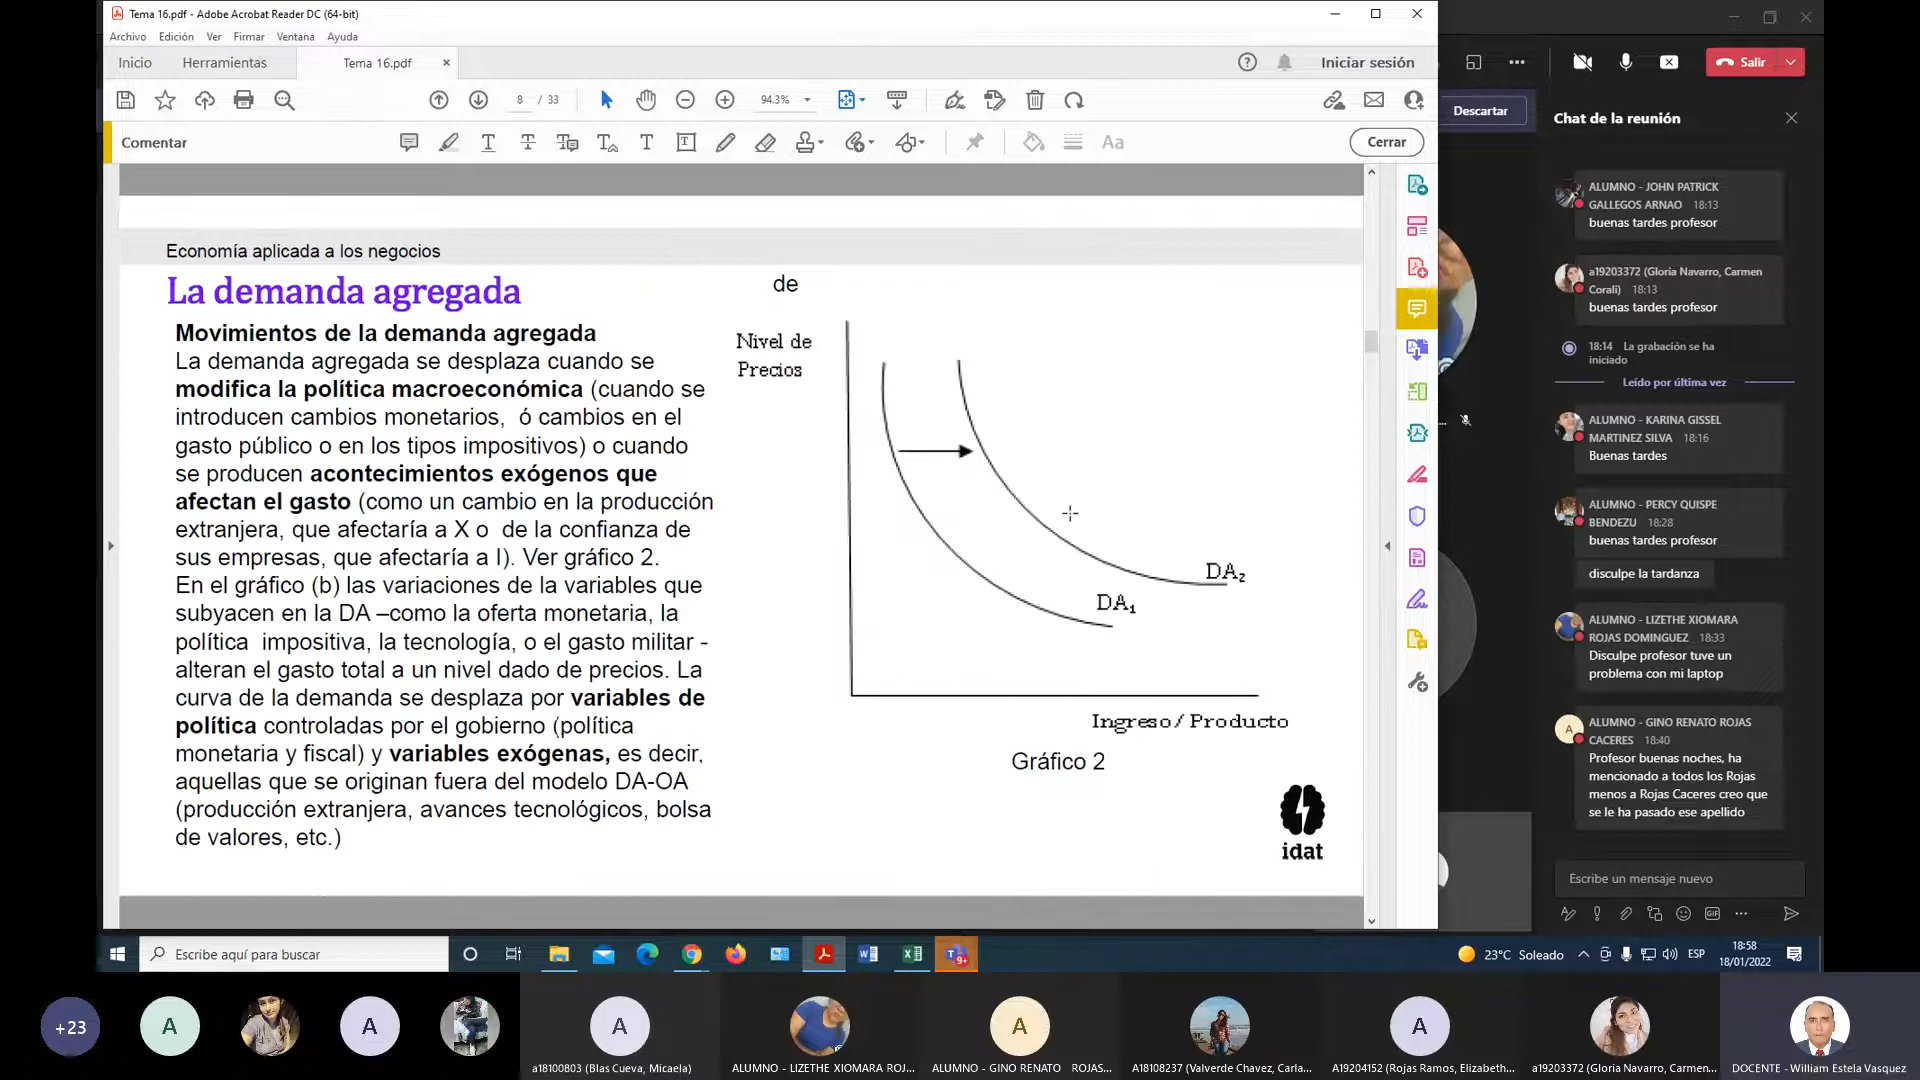 Tema 16.pdf - Adobe Acrobat Reader DC (64-bit)
Archivo Edición Ver Firmar Ventana Ayuda
Inicio Herramientas Tema 16.pdf × Iniciar sesión
8 / 33 94.3%
Comentar Aa Cerrar
Economía aplicada a los negocios
La demanda agregada
Movimientos de la demanda agregada
La demanda agregada se desplaza cuando se
modifica la política macroeconómica (cuando se
introducen cambios monetarios, ó cambios en el
gasto público o en los tipos impositivos) o cuando
se producen acontecimientos exógenos que
afectan el gasto (como un cambio en la producción
extranjera, que afectaría a X o de la confianza de
sus empresas, que afectaría a I). Ver gráfico 2.
En el gráfico (b) las variaciones de la variables que
subyacen en la DA –como la oferta monetaria, la
política impositiva, la tecnología, o el gasto militar -
alteran el gasto total a un nivel dado de precios. La
curva de la demanda se desplaza por variables de
política controladas por el gobierno (política
monetaria y fiscal) y variables exógenas, es decir,
aquellas que se originan fuera del modelo DA-OA
(producción extranjera, avances tecnológicos, bolsa
de valores, etc.)
de
Nivel de
Precios
DA₂
DA₁
Ingreso/Producto
Gráfico 2
idat
Salir
Descartar
Chat de la reunión
ALUMNO - JOHN PATRICK
GALLEGOS ARNAO 18:13
buenas tardes profesor
a19203372 (Gloria Navarro, Carmen
Corali) 18:13
buenas tardes profesor
18:14 La grabación se ha
iniciado
Leído por última vez
ALUMNO - KARINA GISSEL
MARTINEZ SILVA 18:16
Buenas tardes
ALUMNO - PERCY QUISPE
BENDEZU 18:28
buenas tardes profesor
disculpe la tardanza
ALUMNO - LIZETHE XIOMARA
ROJAS DOMINGUEZ 18:33
Disculpe profesor tuve un
problema con mi laptop
A
ALUMNO - GINO RENATO ROJAS
CACERES 18:40
Profesor buenas noches, ha
mencionado a todos los Rojas
menos a Rojas Caceres creo que
se le ha pasado ese apellido
Escribe un mensaje nuevo
GIF
Escribe aquí para buscar
9+
23°C Soleado ESP
18:58
18/01/2022
+23 A A A A A
a18100803 (Blas Cueva, Micaela)
ALUMNO - LIZETHE XIOMARA ROJ...
ALUMNO - GINO RENATO ROJAS...
A18108237 (Valverde Chavez, Carla...
A19204152 (Rojas Ramos, Elizabeth...
a19203372 (Gloria Navarro, Carmen...
DOCENTE - William Estela Vasquez